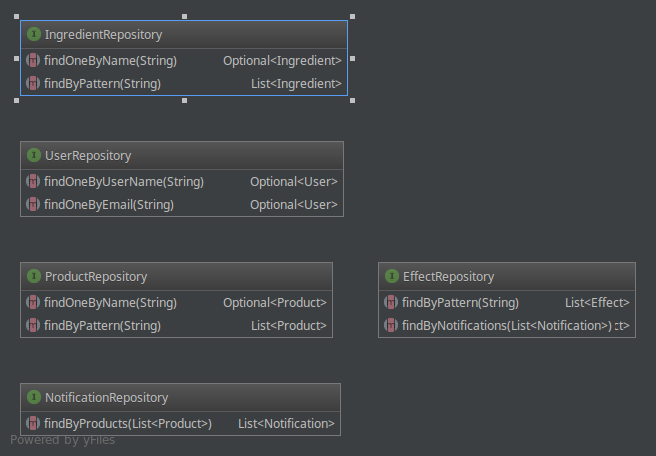 IngredientRepository
findOneByName(String) Optional<Ingredient>
findByPattern(String) List<Ingredient>
UserRepository
findOneByUserName(String) Optional<User>
findOneByEmail(String) Optional<User>
ProductRepository
findOneByName(String) Optional<Product>
findByPattern(String) List<Product>
EffectRepository
findByPattern(String) List<Effect>
findByNotifications(List<Notification>) ct>
NotificationRepository
findByProducts(List<Product>) List<Notification>
Powered by yFiles